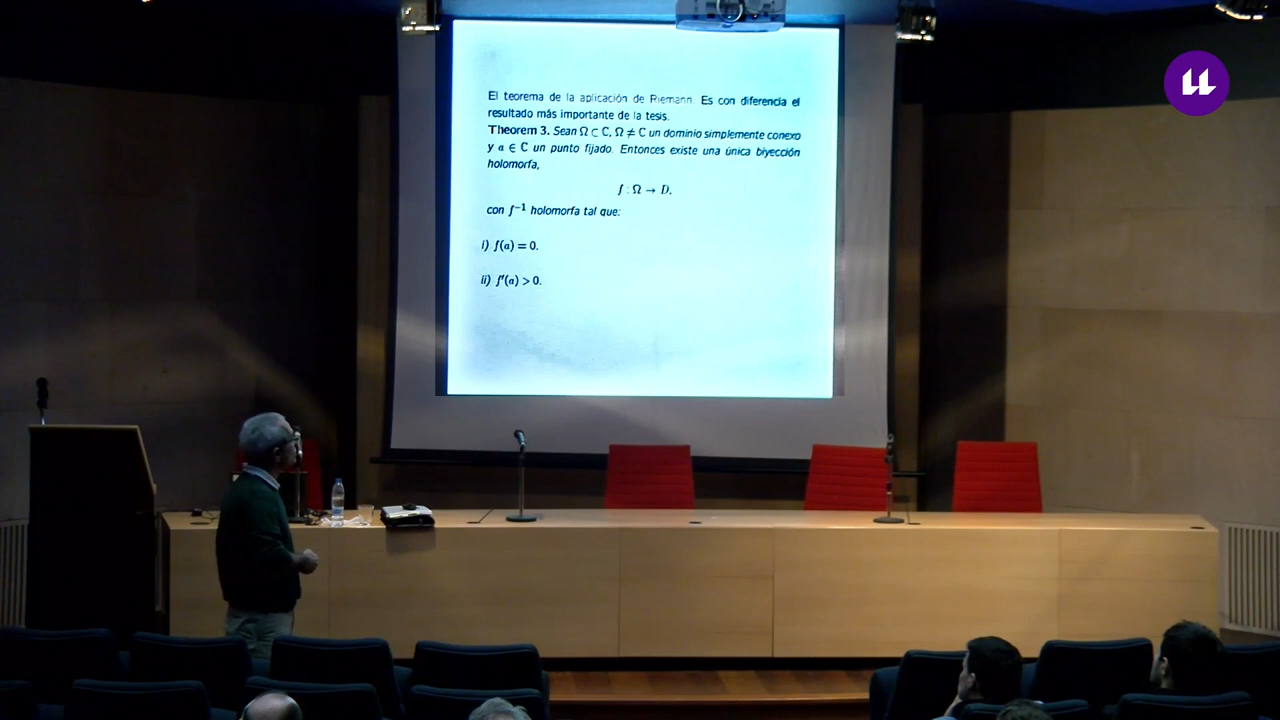 El teorema de la aplicación de Riemann. Es con diferencia el
resultado más importante de la tesis.
Theorem 3. Sean Ω ⊂ C, Ω ≠ C un dominio simplemente conexo
y a ∈ C un punto fijado. Entonces existe una única biyección
holomorfa,
f : Ω → D.
con f⁻¹ holomorfa tal que:
i) f(a) = 0.
ii) f'(a) > 0.